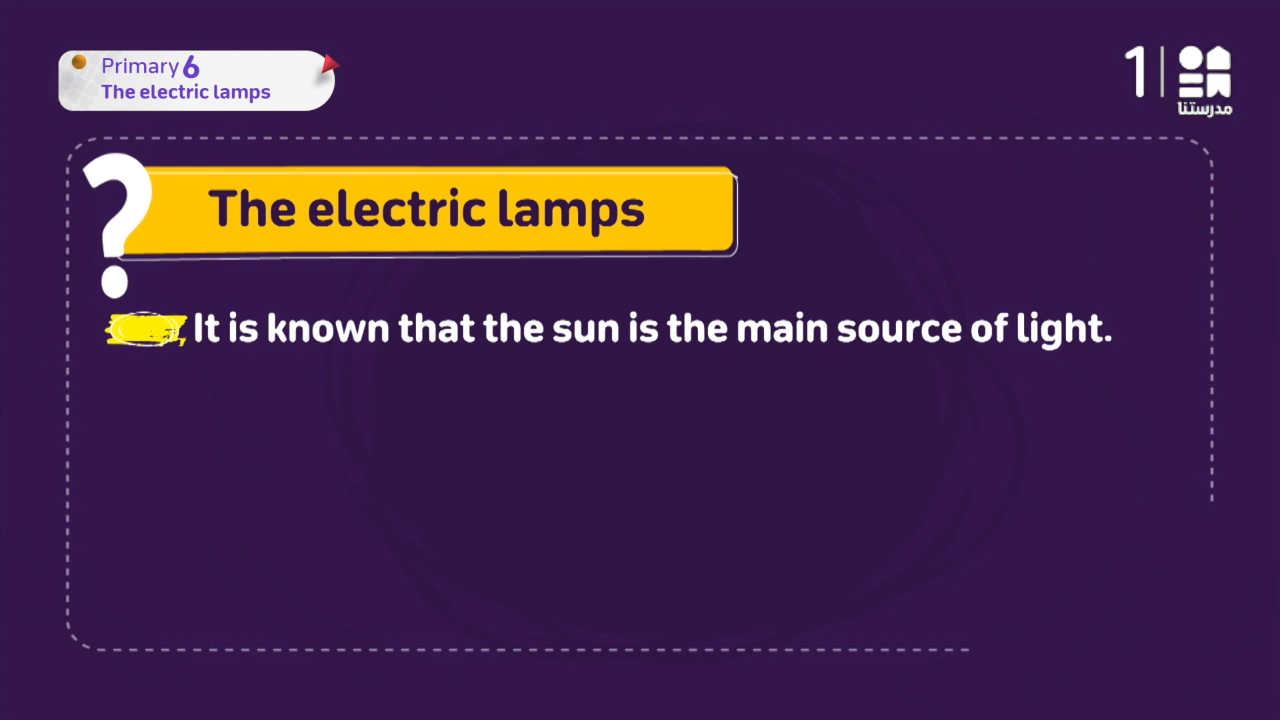 Primary 6
The electric lamps
1
مدرستنا
?
The electric lamps
It is known that the sun is the main source of light.